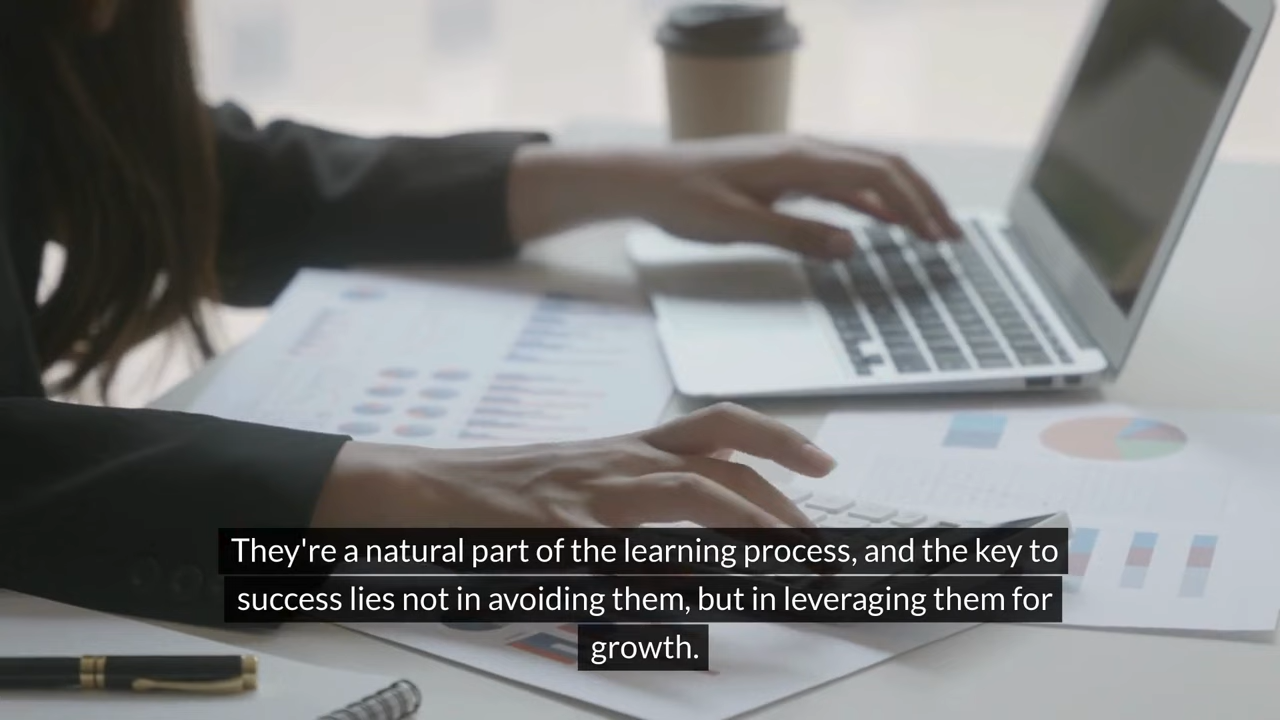 They're a natural part of the learning process, and the key to
success lies not in avoiding them, but in leveraging them for
growth.